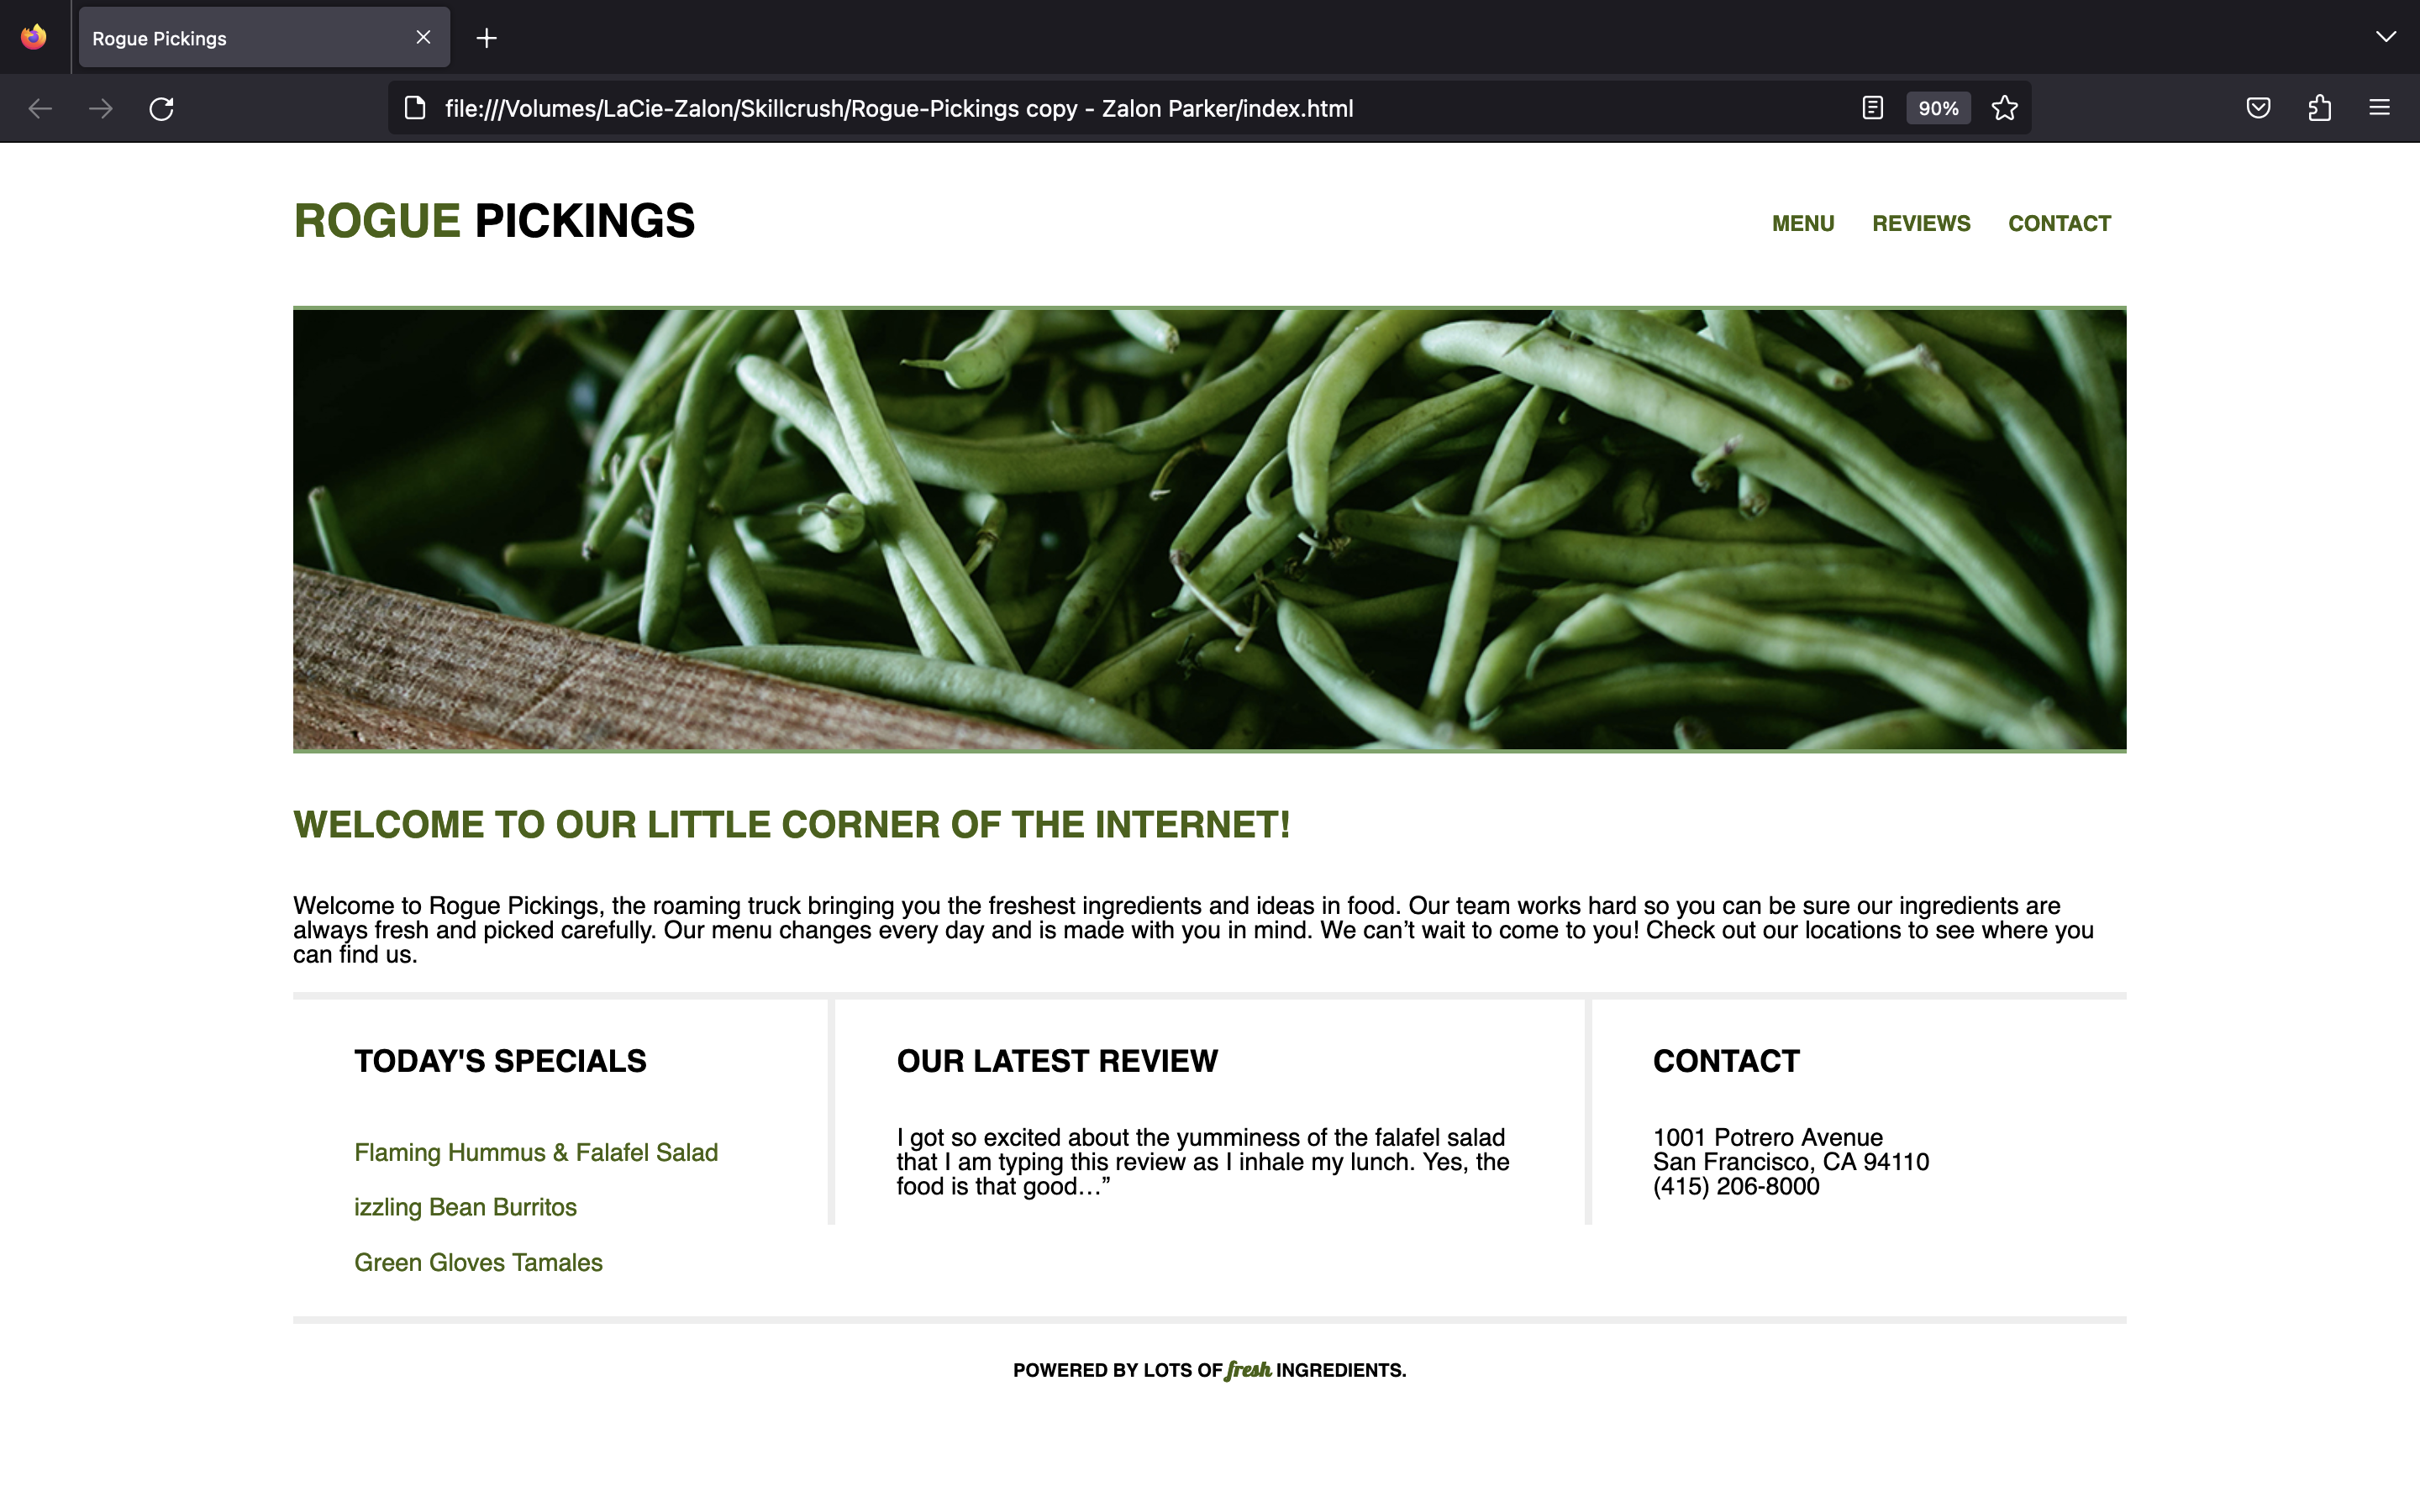 Rogue Pickings
file:///Volumes/LaCie-Zalon/Skillcrush/Rogue-Pickings copy - Zalon Parker/index.html
90%
ROGUE PICKINGS
MENU REVIEWS CONTACT
WELCOME TO OUR LITTLE CORNER OF THE INTERNET!
Welcome to Rogue Pickings, the roaming truck bringing you the freshest ingredients and ideas in food. Our team works hard so you can be sure our ingredients are
always fresh and picked carefully. Our menu changes every day and is made with you in mind. We can’t wait to come to you! Check out our locations to see where you
can find us.
TODAY'S SPECIALS
Flaming Hummus & Falafel Salad
izzling Bean Burritos
Green Gloves Tamales
OUR LATEST REVIEW
I got so excited about the yumminess of the falafel salad
that I am typing this review as I inhale my lunch. Yes, the
food is that good…”
CONTACT
1001 Potrero Avenue
San Francisco, CA 94110
(415) 206-8000
POWERED BY LOTS OF fresh INGREDIENTS.